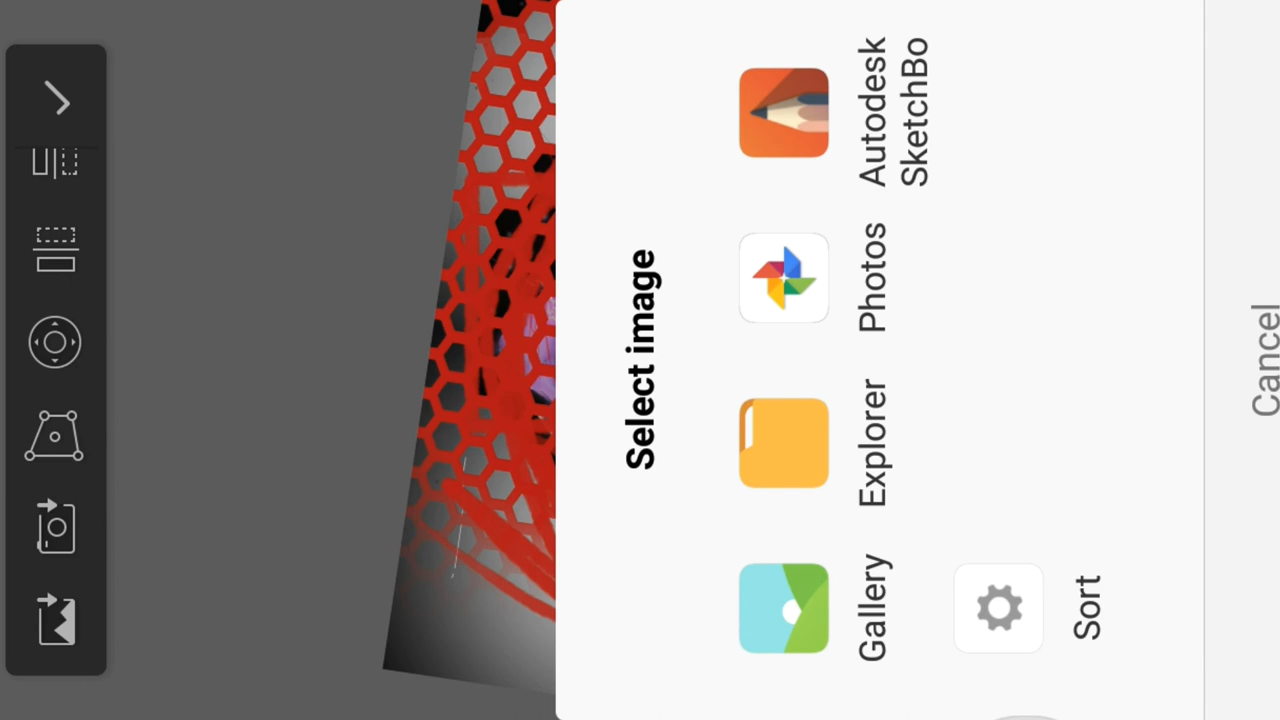 Select image
Gallery
Explorer
Photos
Autodesk
SketchBo
Sort
Cancel